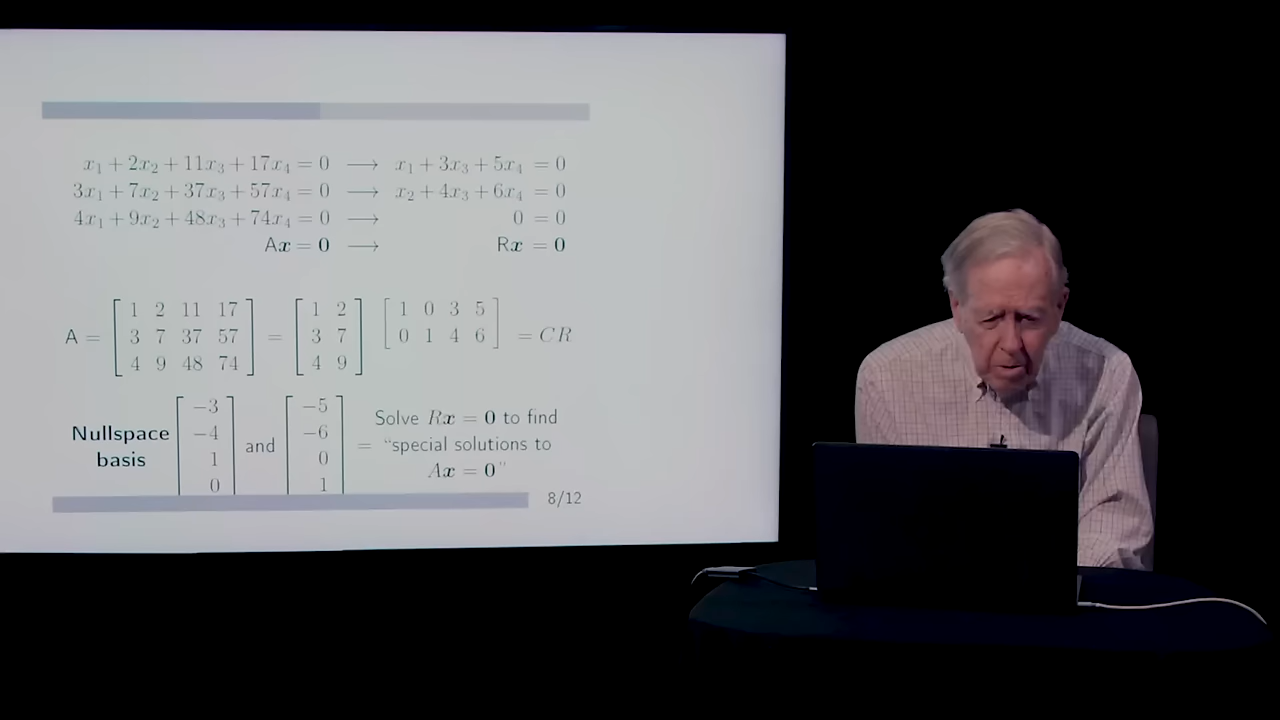 x₁ + 2x₂ + 11x₃ + 17x₄ = 0 ⟶ x₁ + 3x₃ + 5x₄ = 0
3x₁ + 7x₂ + 37x₃ + 57x₄ = 0 ⟶ x₂ + 4x₃ + 6x₄ = 0
4x₁ + 9x₂ + 48x₃ + 74x₄ = 0 ⟶ 0 = 0
Ax = 0 ⟶ Rx = 0
1 2 11 17 1 2 1 0 3 5
A = 3 7 37 57 = 3 7 0 1 4 6 = CR
4 9 48 74 4 9
−3 −5 Solve Rx = 0 to find
Nullspace −4 and −6 = “special solutions to
basis 1 0 Ax = 0”
0 1
8/12